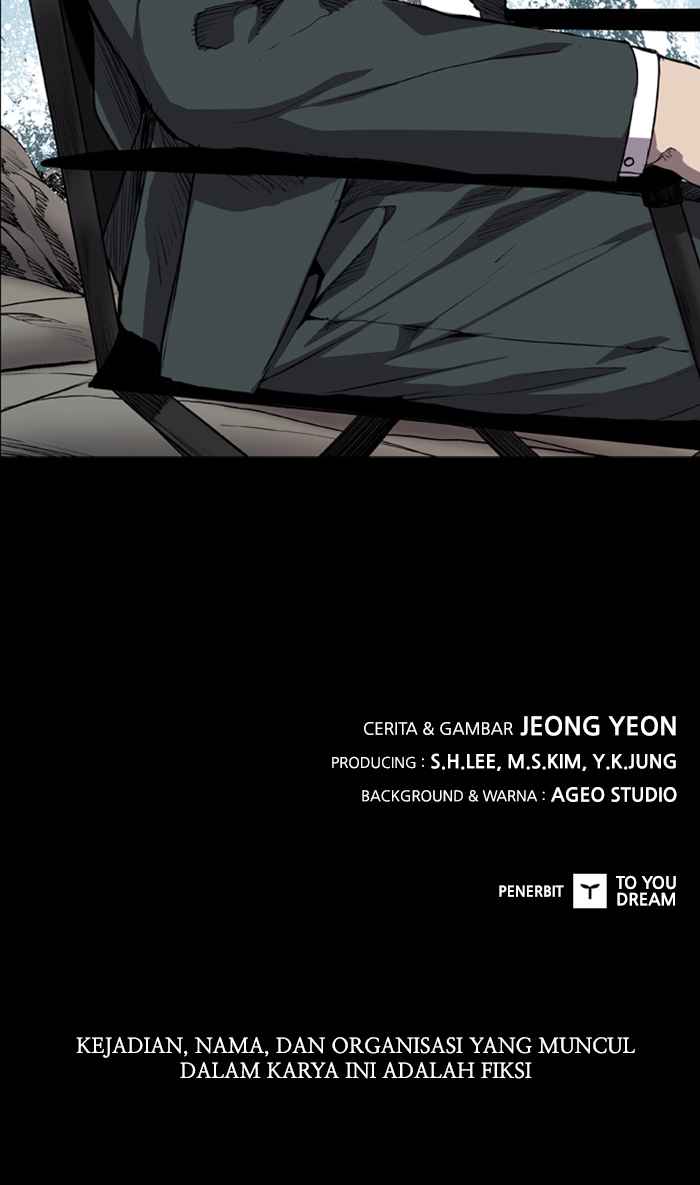 CERITA & GAMBAR JEONG YEON
PRODUCING : S.H.LEE, M.S.KIM, Y.K.JUNG
BACKGROUND & WARNA : AGEO STUDIO
PENERBIT TO YOU
DREAM
KEJADIAN, NAMA, DAN ORGANISASI YANG MUNCUL
DALAM KARYA INI ADALAH FIKSI